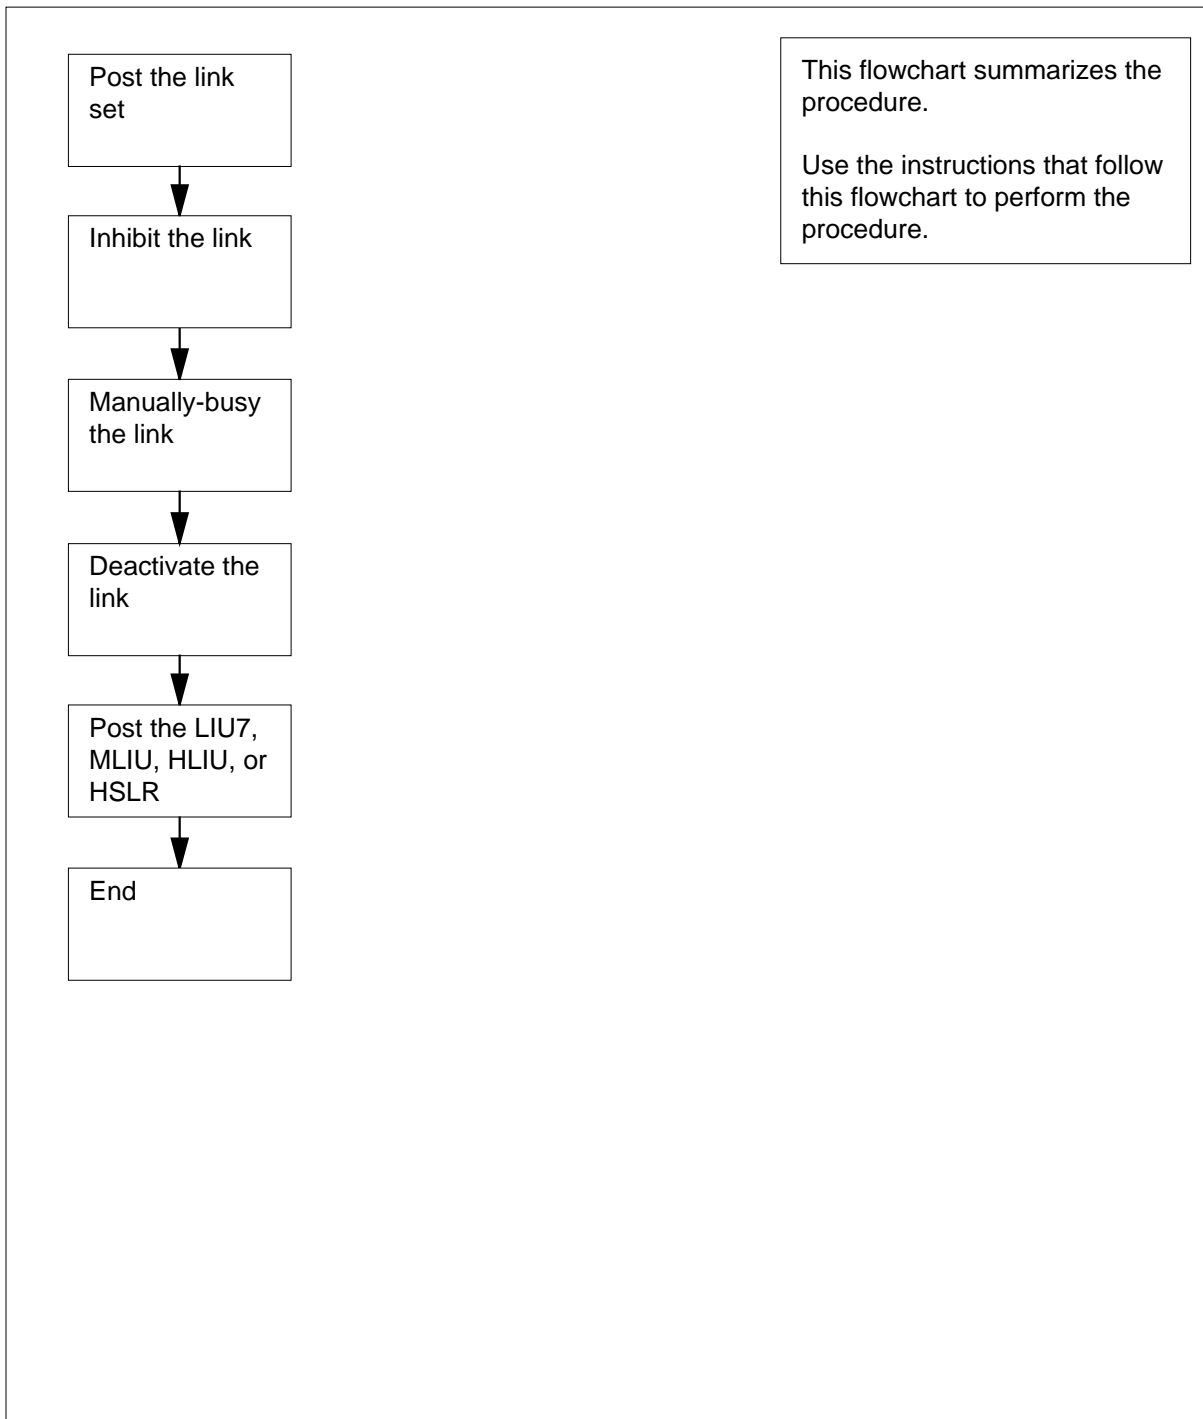 Post the link
set
Inhibit the link
Manually-busy
the link
Deactivate the
link
Post the LIU7,
MLIU, HLIU, or
HSLR
End
This flowchart summarizes the
procedure.
Use the instructions that follow
this flowchart to perform the
procedure.